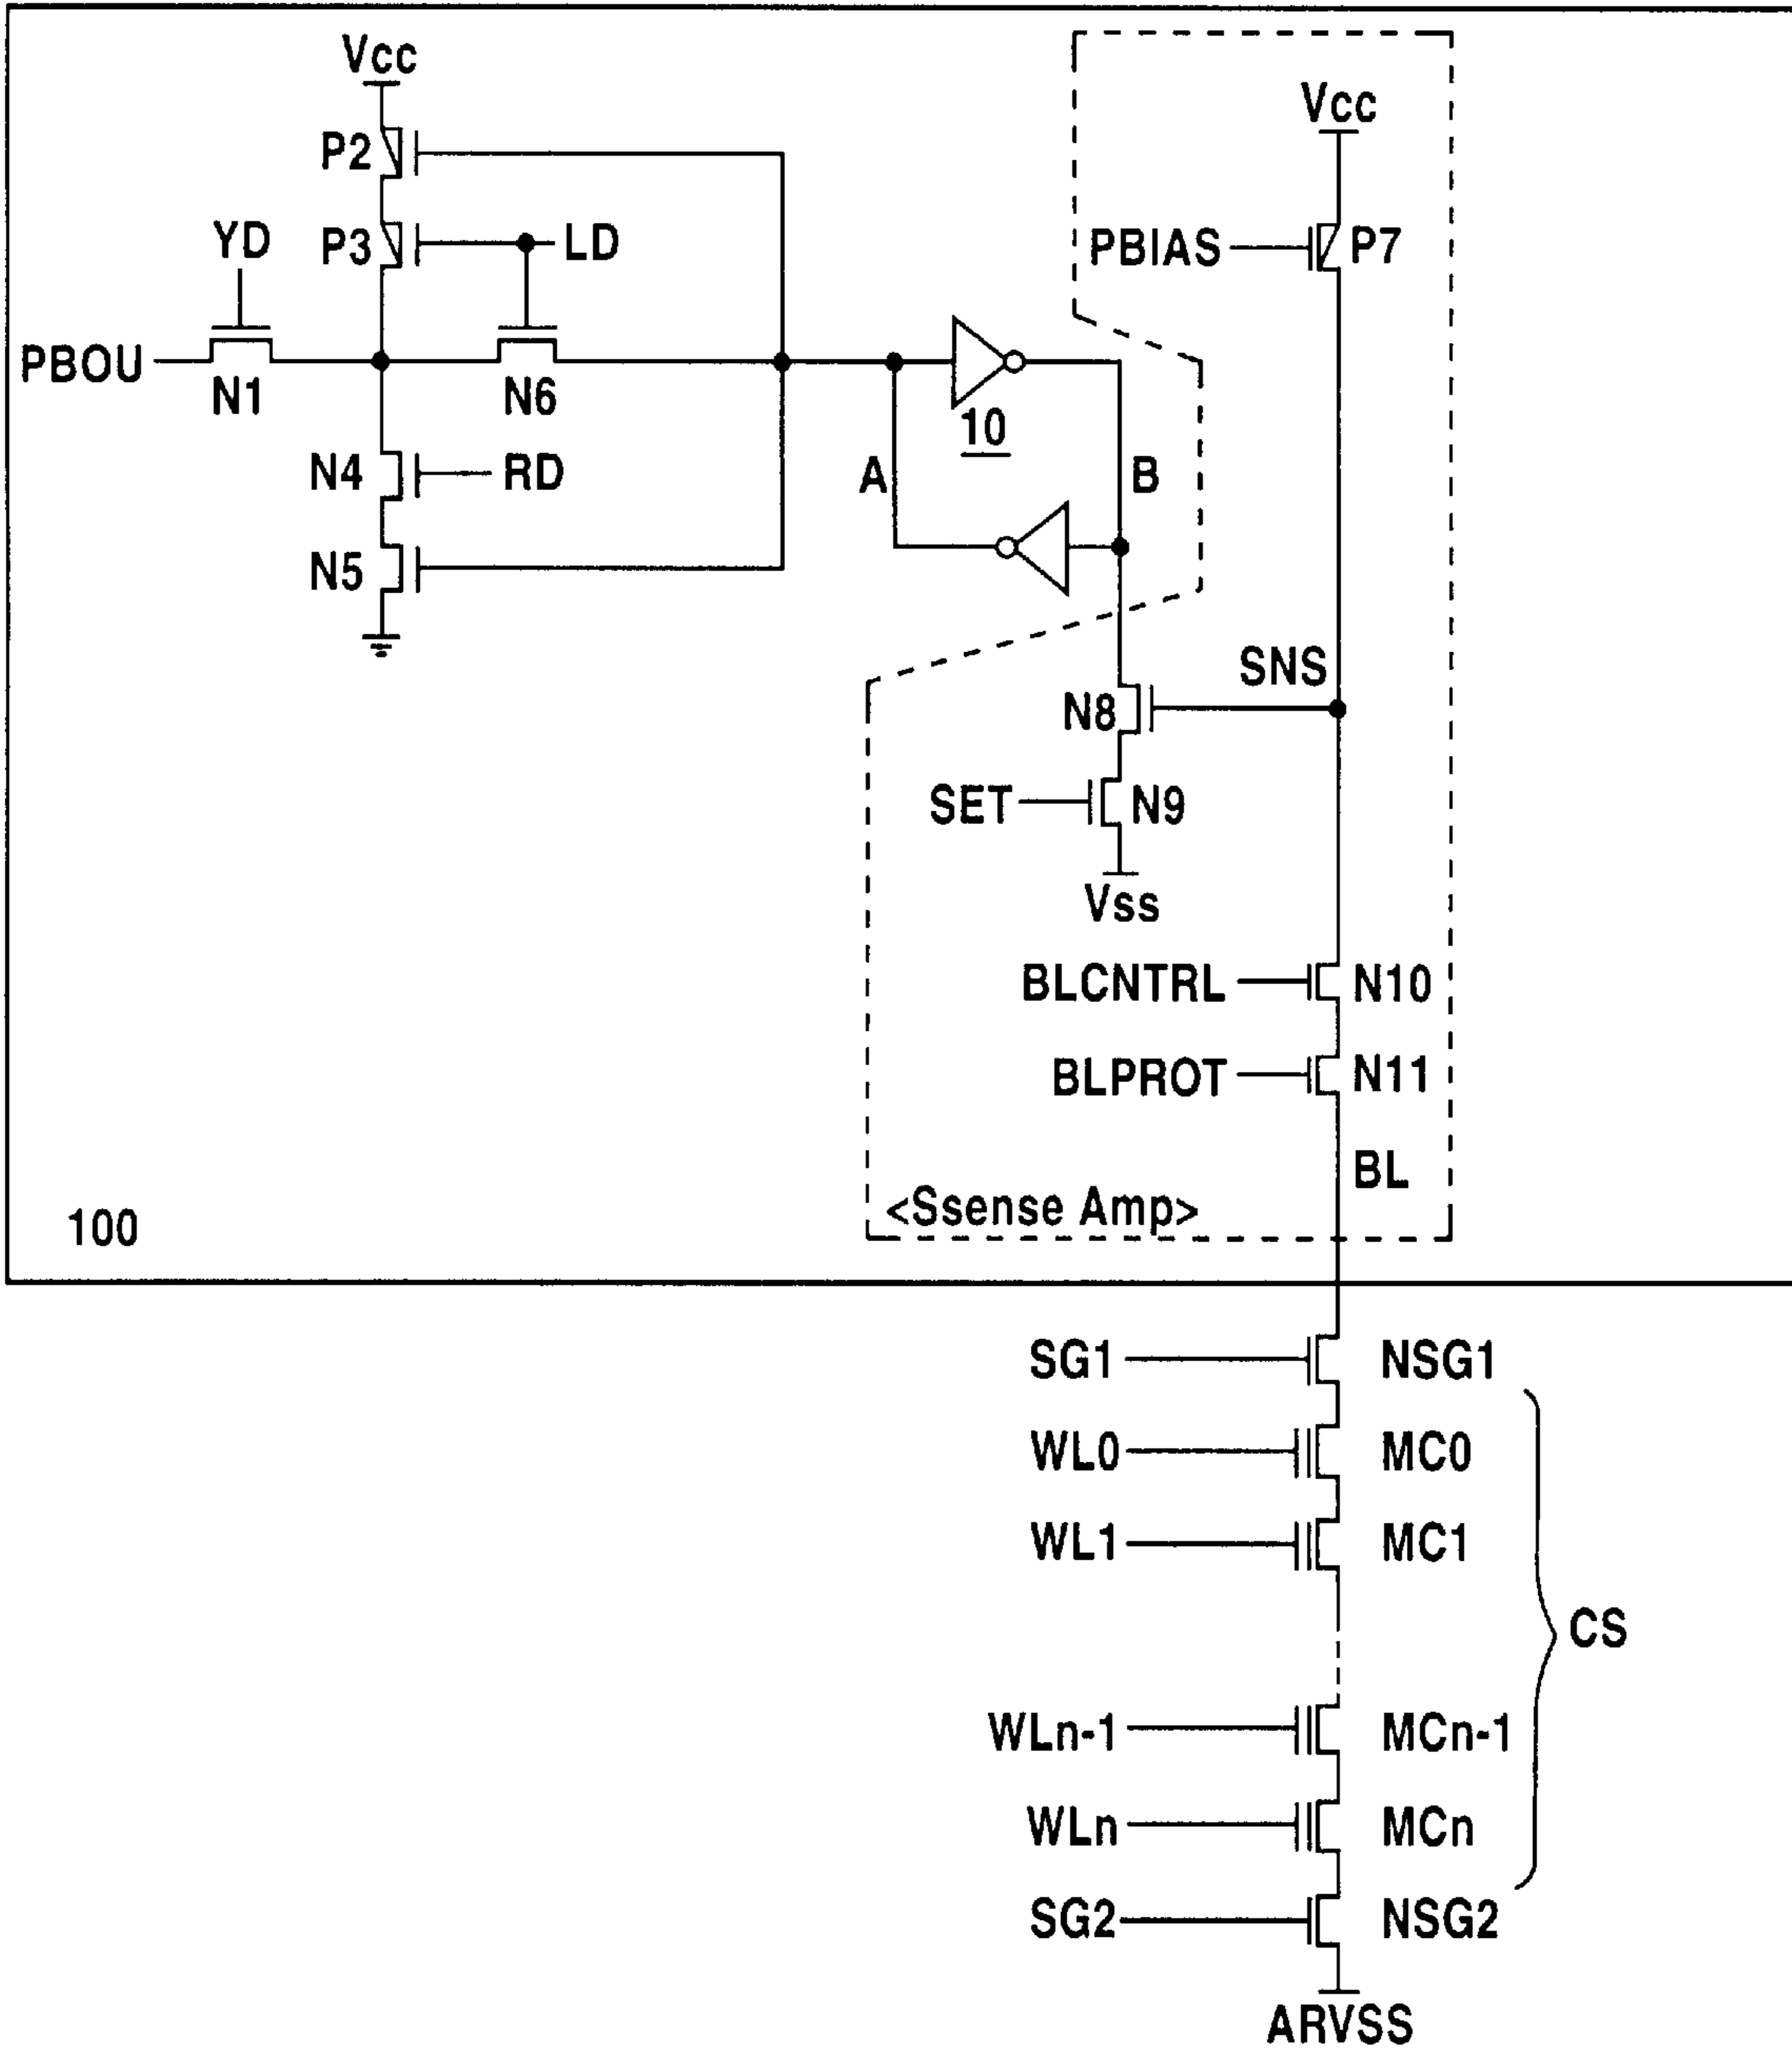 Vcc
Vcc
P2
YD
P3
LD
PBIAS
P7
PBOU
N1
N6
10
N4
RD
A
B
N5
SNS
N8
SET
N9
Vss
BLCNTRL
N10
BLPROT
N11
BL
<Ssense Amp>
100
SG1
NSG1
WL0
MC0
WL1
MC1
CS
WLn-1
MCn-1
WLn
MCn
SG2
NSG2
ARVSS